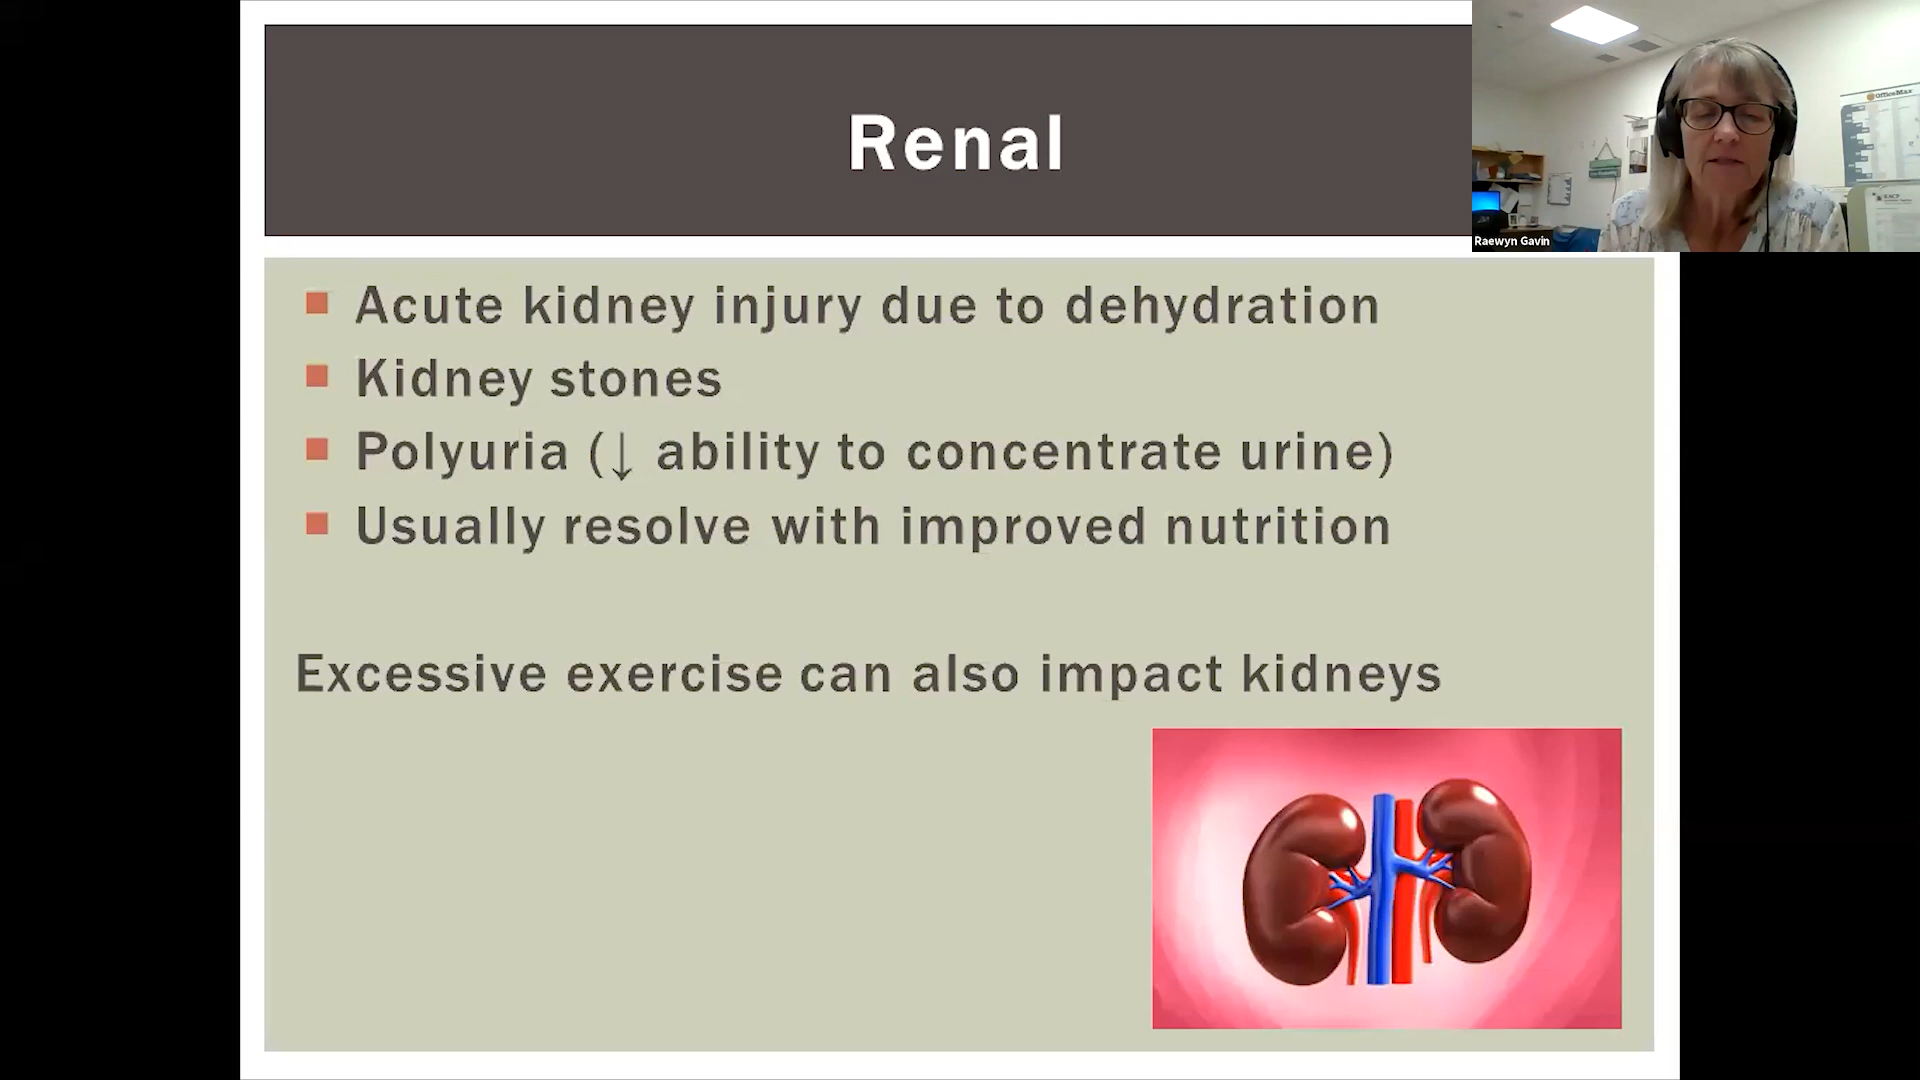 Renal
OfficeMax
Raewyn Gavin
Acute kidney injury due to dehydration
Kidney stones
Polyuria (↓ ability to concentrate urine)
Usually resolve with improved nutrition
Excessive exercise can also impact kidneys